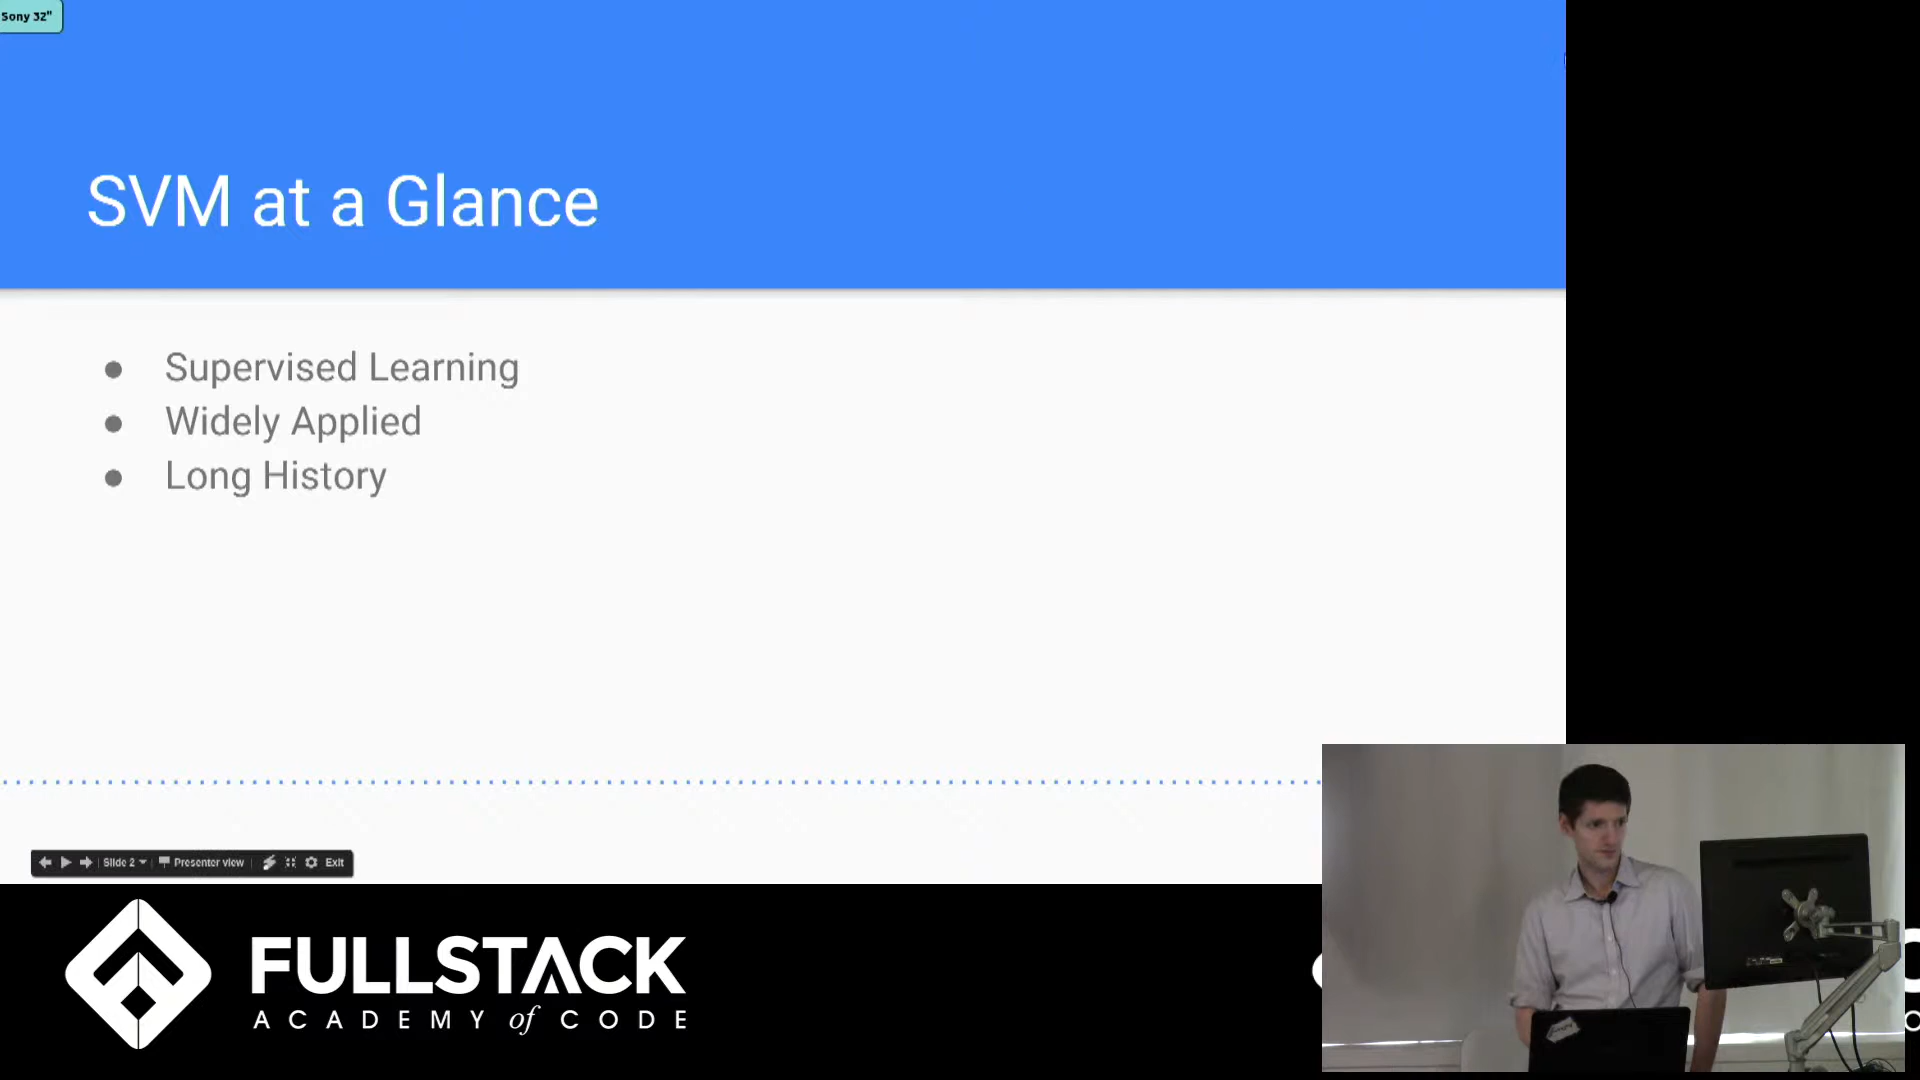 Sony 32"
SVM at a Glance
● Supervised Learning
● Widely Applied
● Long History
Slide 2
Presenter view
Exit
FULLSTACK
ACADEMY of CODE